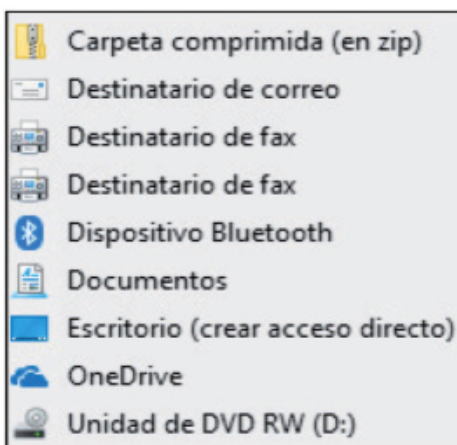 Carpeta comprimida (en zip)
Destinatario de correo
Destinatario de fax
Destinatario de fax
Dispositivo Bluetooth
Documentos
Escritorio (crear acceso directo)
OneDrive
Unidad de DVD RW (D:)